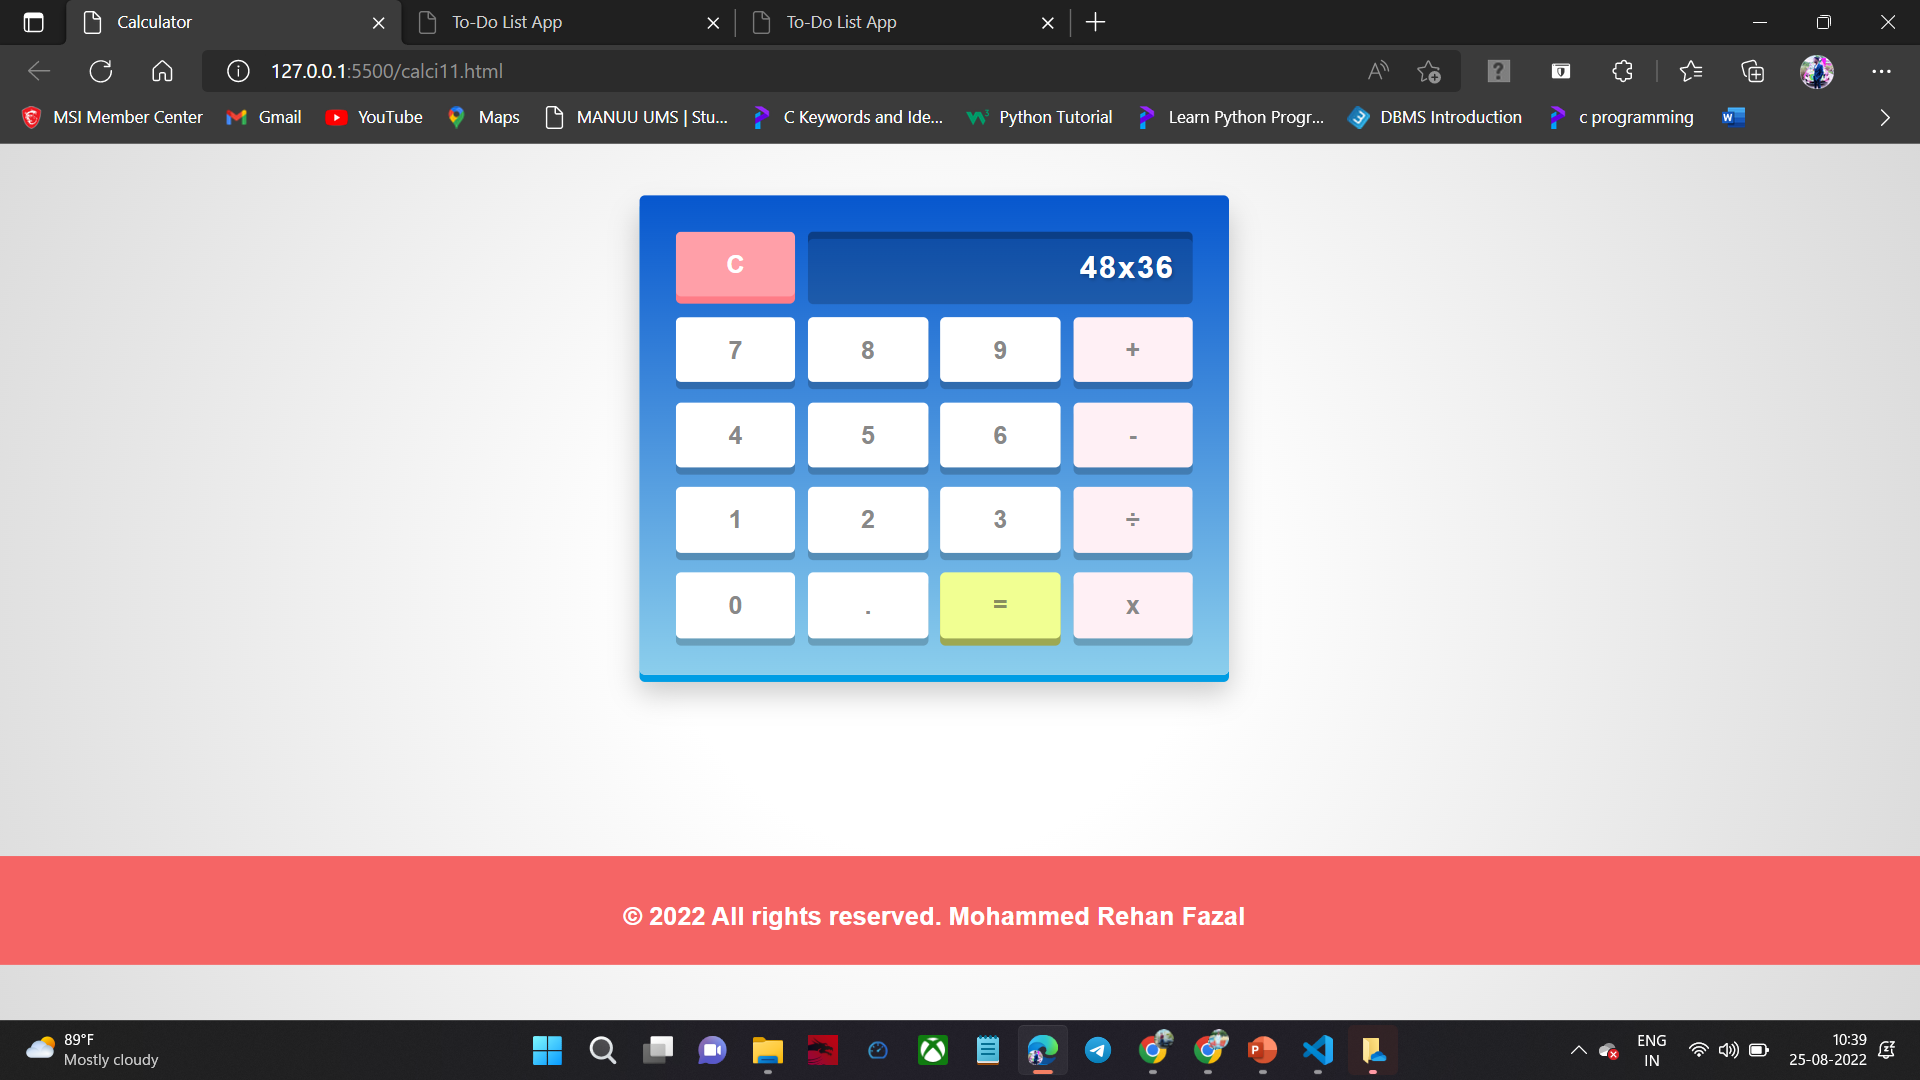 Calculator
To-Do List App
To-Do List App
127.0.0.1:5500/calci11.html
MSI Member Center
Gmail
YouTube
Maps
MANUU UMS | Stu...
C Keywords and Ide...
Python Tutorial
Learn Python Progr...
DBMS Introduction
c programming
C
48x36
7 8 9 +
4 5 6 -
1 2 3 ÷
0 . = x
© 2022 All rights reserved. Mohammed Rehan Fazal
89°F
Mostly cloudy
ENG
IN
10:39
25-08-2022